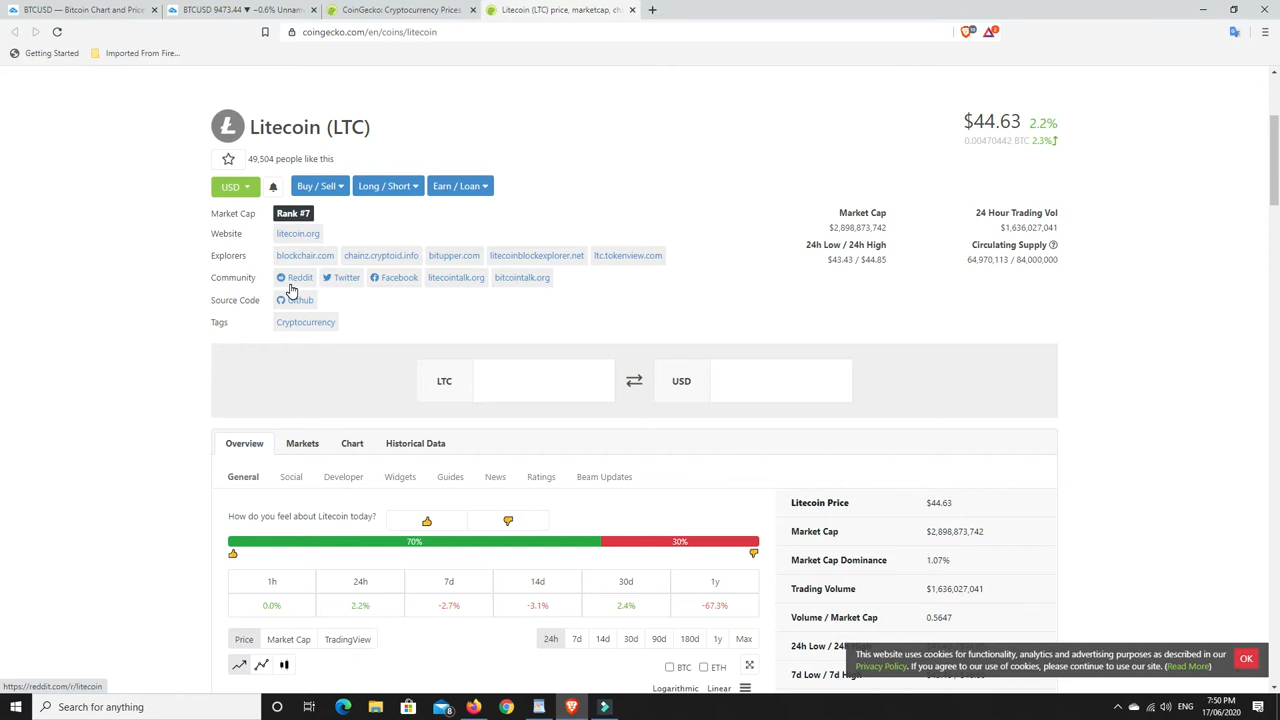 BTCUSD — Bitcoin Chart and Price
BTCUSD 9473.44 ▼ −0.6% Unnam
CoinGecko: Cryptocurrency Prices
Litecoin (LTC) price, marketcap, ch
coingecko.com/en/coins/litecoin
Getting Started
Imported From Fire...
Litecoin (LTC)
$44.63 2.2%
0.00470442 BTC 2.3%
49,504 people like this
USD
Buy / Sell
Long / Short
Earn / Loan
Market Cap
Rank #7
Market Cap
24 Hour Trading Vol
$2,898,873,742
$1,636,027,041
Website
litecoin.org
24h Low / 24h High
Circulating Supply
$43.43 / $44.85
64,970,113 / 84,000,000
Explorers
blockchair.com
chainz.cryptoid.info
bitupper.com
litecoinblockexplorer.net
ltc.tokenview.com
Community
Reddit
Twitter
Facebook
litecointalk.org
bitcointalk.org
Source Code
Github
Tags
Cryptocurrency
LTC
USD
Overview
Markets
Chart
Historical Data
General
Social
Developer
Widgets
Guides
News
Ratings
Beam Updates
How do you feel about Litecoin today?
70%
30%
1h 24h 7d 14d 30d 1y
0.0% 2.2% -2.7% -3.1% 2.4% -67.3%
Price
Market Cap
TradingView
24h 7d 14d 30d 90d 180d 1y Max
BTC
ETH
Logarithmic
Linear
Litecoin Price $44.63
Market Cap $2,898,873,742
Market Cap Dominance 1.07%
Trading Volume $1,636,027,041
Volume / Market Cap 0.5647
24h Low / 24h
7d Low / 7d High
This website uses cookies for functionality, analytics and advertising purposes as described in our
Privacy Policy. If you agree to our use of cookies, please continue to use our site. (Read More)
OK
https://reddit.com/r/litecoin
Search for anything
ENG
7:50 PM
17/06/2020